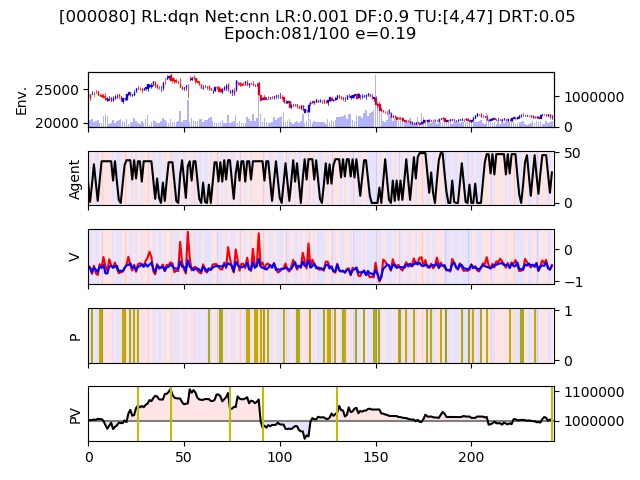 [000080] RL:dqn Net:cnn LR:0.001 DF:0.9 TU:[4,47] DRT:0.05
Epoch:081/100 e=0.19
Env.
25000
20000
1000000
0
Agent
50
0
V
0
−1
P
1
0
PV
1100000
1000000
0 50 100 150 200